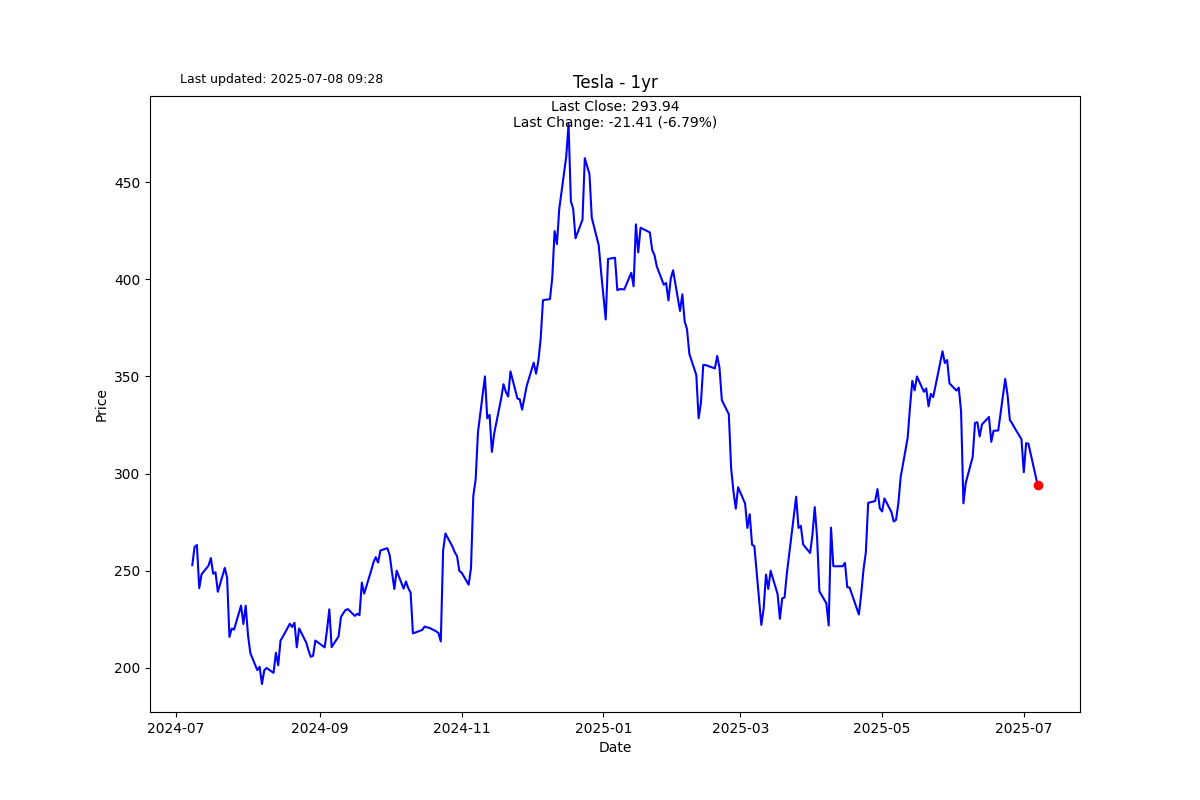 Last updated: 2025-07-08 09:28
Tesla - 1yr
Last Close: 293.94
Last Change: -21.41 (-6.79%)
450
400
350
300
250
200
Price
2024-07 2024-09 2024-11 2025-01 2025-03 2025-05 2025-07
Date